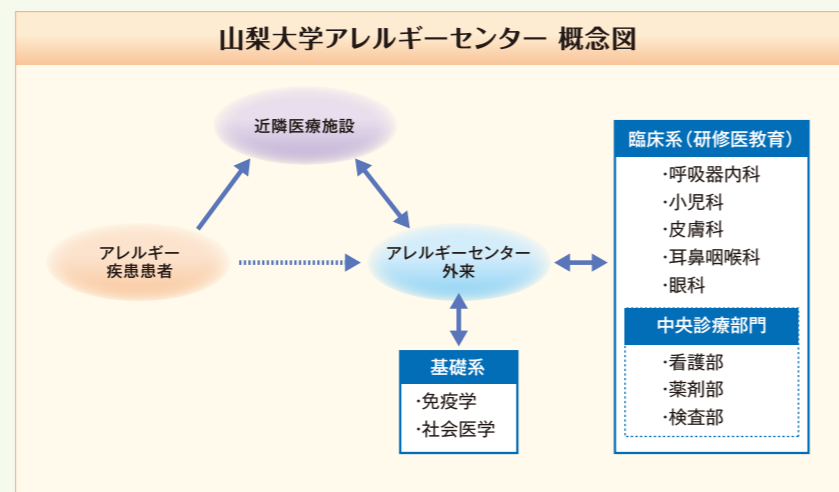 山梨大学アレルギーセンター 概念図
近隣医療施設
アレルギー
疾患患者
アレルギーセンター
外来
臨床系(研修医教育)
・呼吸器内科
・小児科
・皮膚科
・耳鼻咽喉科
・眼科
中央診療部門
・看護部
・薬剤部
・検査部
基礎系
・免疫学
・社会医学